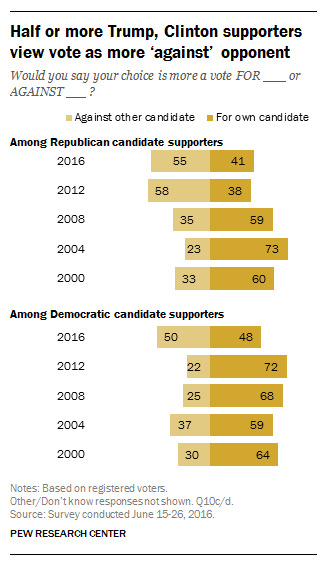 Half or more Trump, Clinton supporters
view vote as more ‘against’ opponent
Would you say your choice is more a vote FOR ___ or
AGAINST ___ ?
Against other candidate For own candidate
Among Republican candidate supporters
2016 55 41
2012 58 38
2008 35 59
2004 23 73
2000 33 60
Among Democratic candidate supporters
2016 50 48
2012 22 72
2008 25 68
2004 37 59
2000 30 64
Notes: Based on registered voters.
Other/Don’t know responses not shown. Q10c/d.
Source: Survey conducted June 15-26, 2016.
PEW RESEARCH CENTER